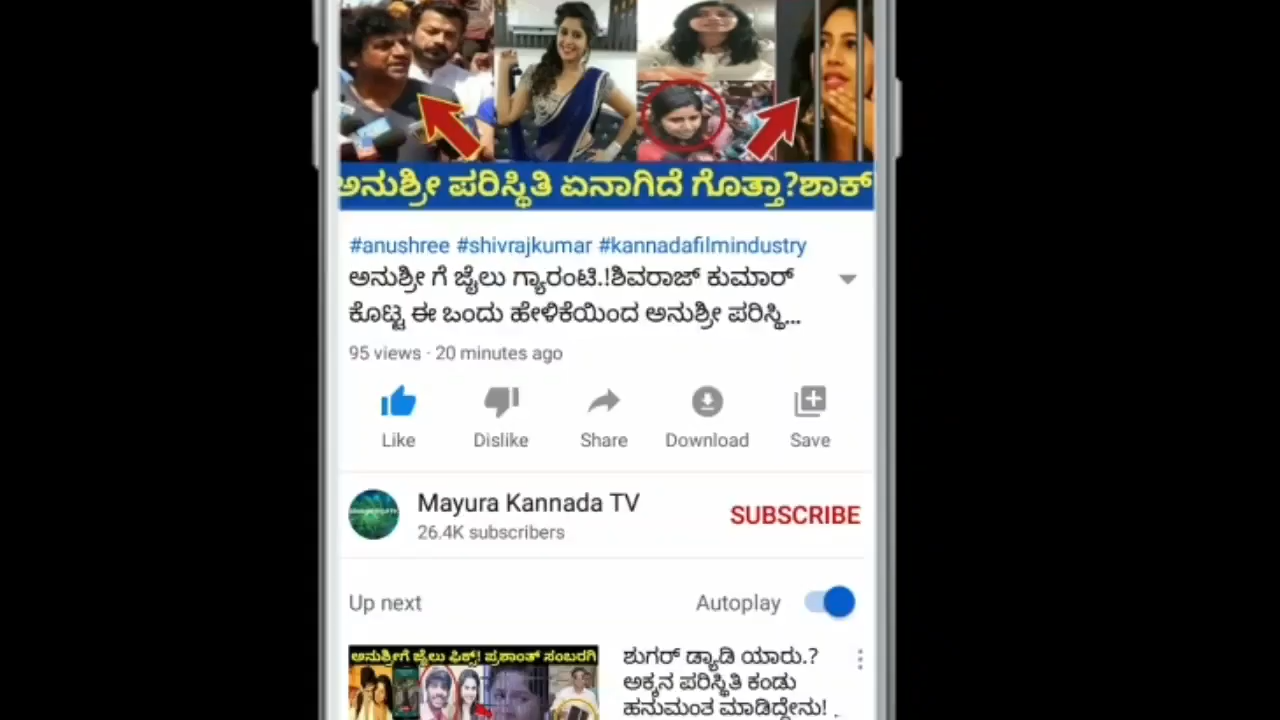 ಅನುಶ್ರೀ ಪರಿಸ್ಥಿತಿ ಏನಾಗಿದೆ ಗೊತ್ತಾ?ಶಾಕ್
#anushree #shivrajkumar #kannadafilmindustry
ಅನುಶ್ರೀ ಗೆ ಜೈಲು ಗ್ಯಾರಂಟಿ.!ಶಿವರಾಜ್ ಕುಮಾರ್
ಕೊಟ್ಟ ಈ ಒಂದು ಹೇಳಿಕೆಯಿಂದ ಅನುಶ್ರೀ ಪರಿಸ್ಥಿ...
95 views · 20 minutes ago
Like Dislike Share Download Save
Mayura Kannada TV
SUBSCRIBE
26.4K subscribers
Up next Autoplay
ಅನುಶ್ರೀಗೆ ಜೈಲು ಫಿಕ್ಸ್! ಪ್ರಶಾಂತ್ ಸಂಬರಗಿ
ಶುಗರ್ ಡ್ಯಾಡಿ ಯಾರು.?
ಅಕ್ಕನ ಪರಿಸ್ಥಿತಿ ಕಂಡು
ಹನುಮಂತ ಮಾಡಿದ್ದೇನು!